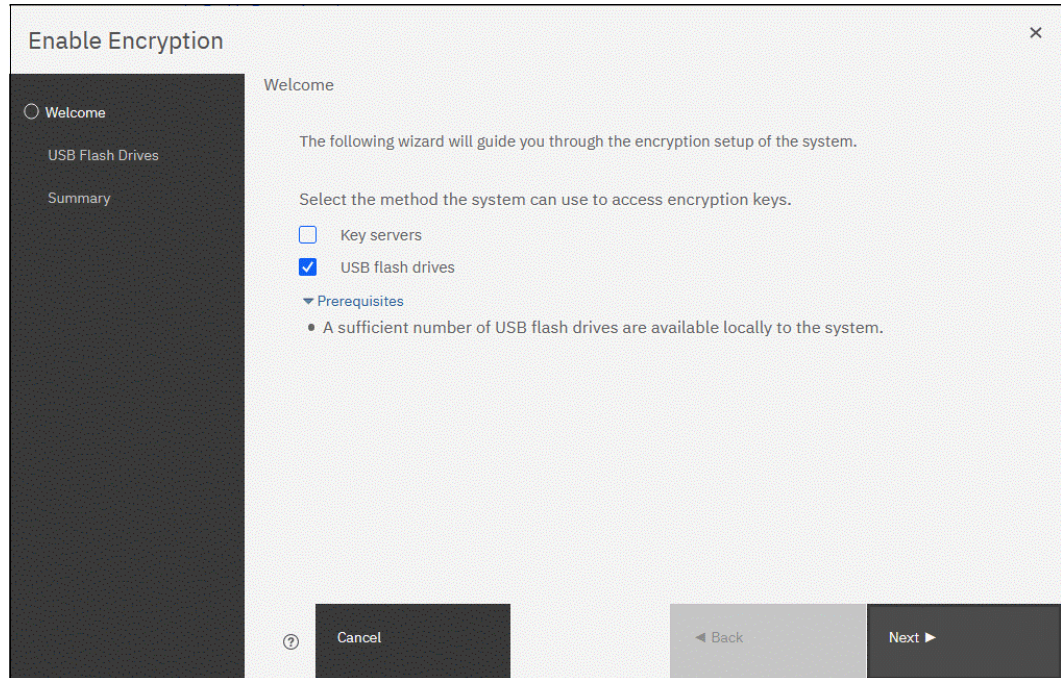 Enable Encryption
Welcome
USB Flash Drives
Summary
Welcome
The following wizard will guide you through the encryption setup of the system.
Select the method the system can use to access encryption keys.
Key servers
USB flash drives
Prerequisites
• A sufficient number of USB flash drives are available locally to the system.
Cancel
Back
Next